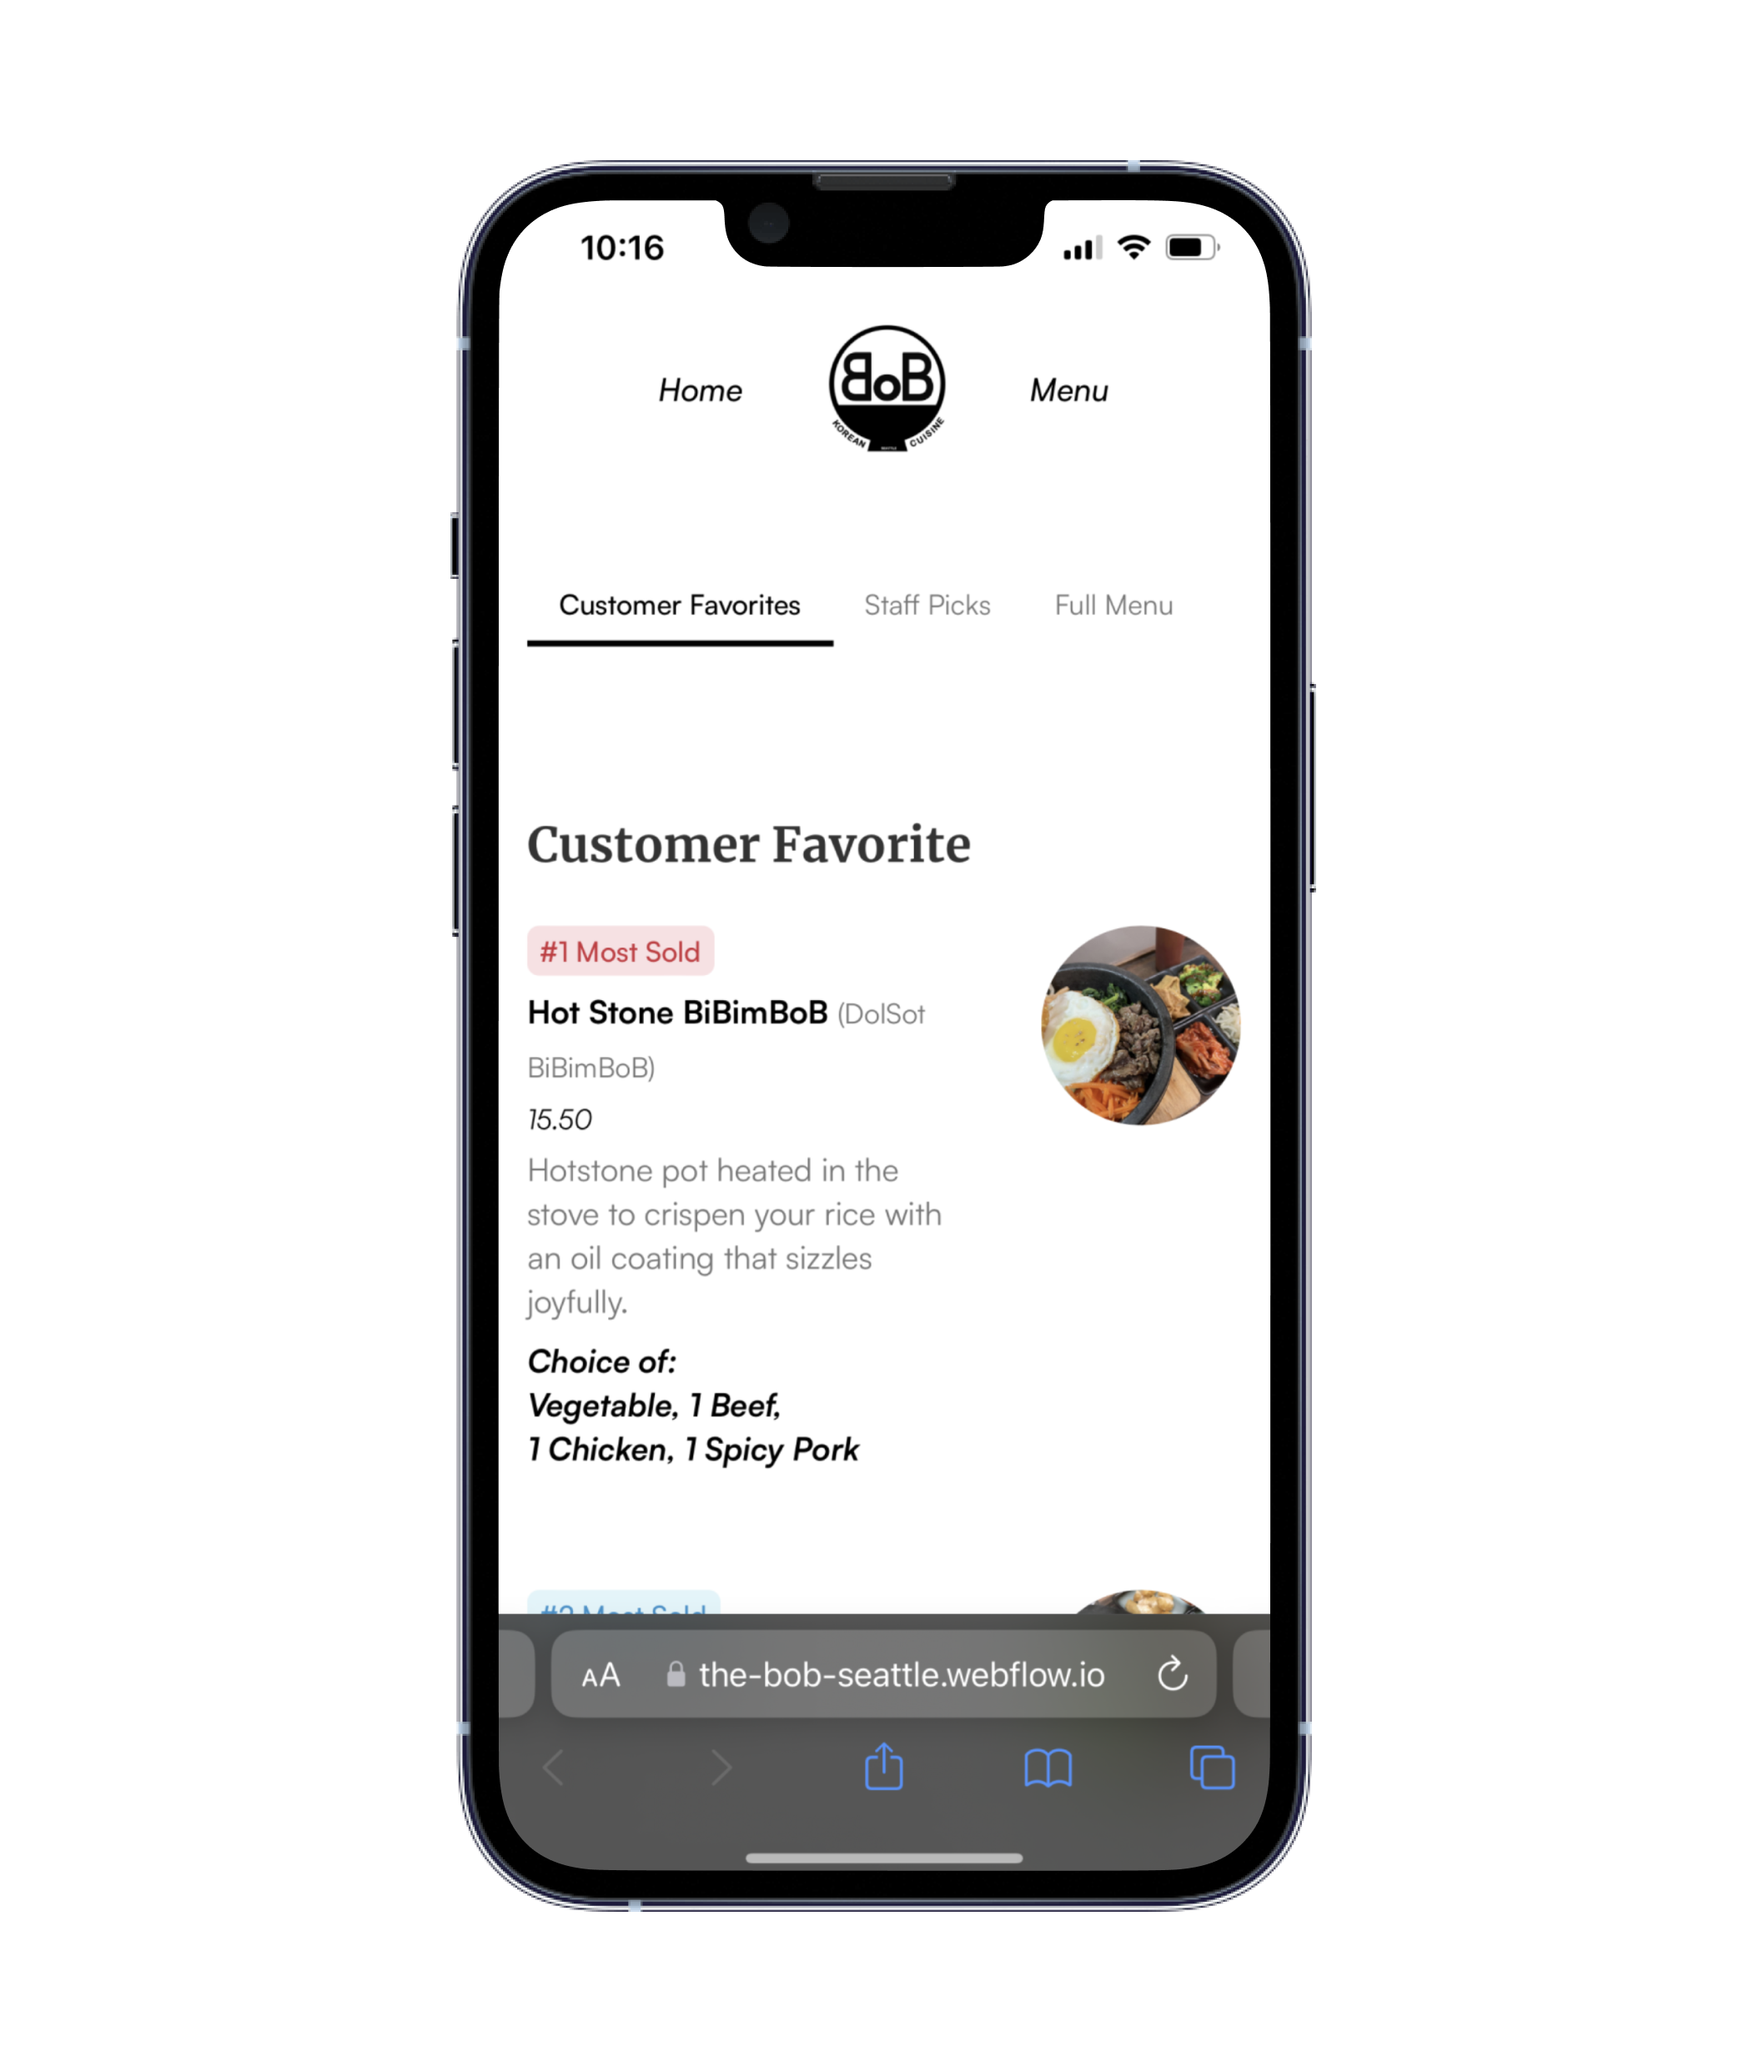 10:16
Home
BoB
KOREAN CUISINE
Menu
Customer Favorites
Staff Picks
Full Menu
Customer Favorite
#1 Most Sold
Hot Stone BiBimBoB (DolSot
BiBimBoB)
15.50
Hotstone pot heated in the
stove to crispen your rice with
an oil coating that sizzles
joyfully.
Choice of:
Vegetable, 1 Beef,
1 Chicken, 1 Spicy Pork
#2 Most Sold
AA
the-bob-seattle.webflow.io